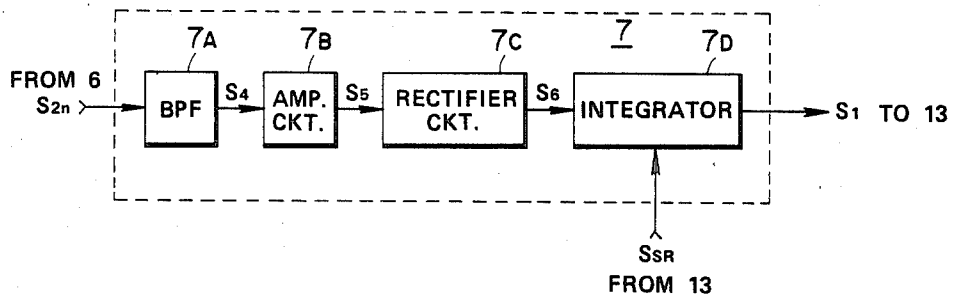 7A 7B 7C 7 7D
FROM 6
S2n
BPF
S4
AMP.
CKT.
S5
RECTIFIER
CKT.
S6
INTEGRATOR
S1 TO 13
SSR
FROM 13